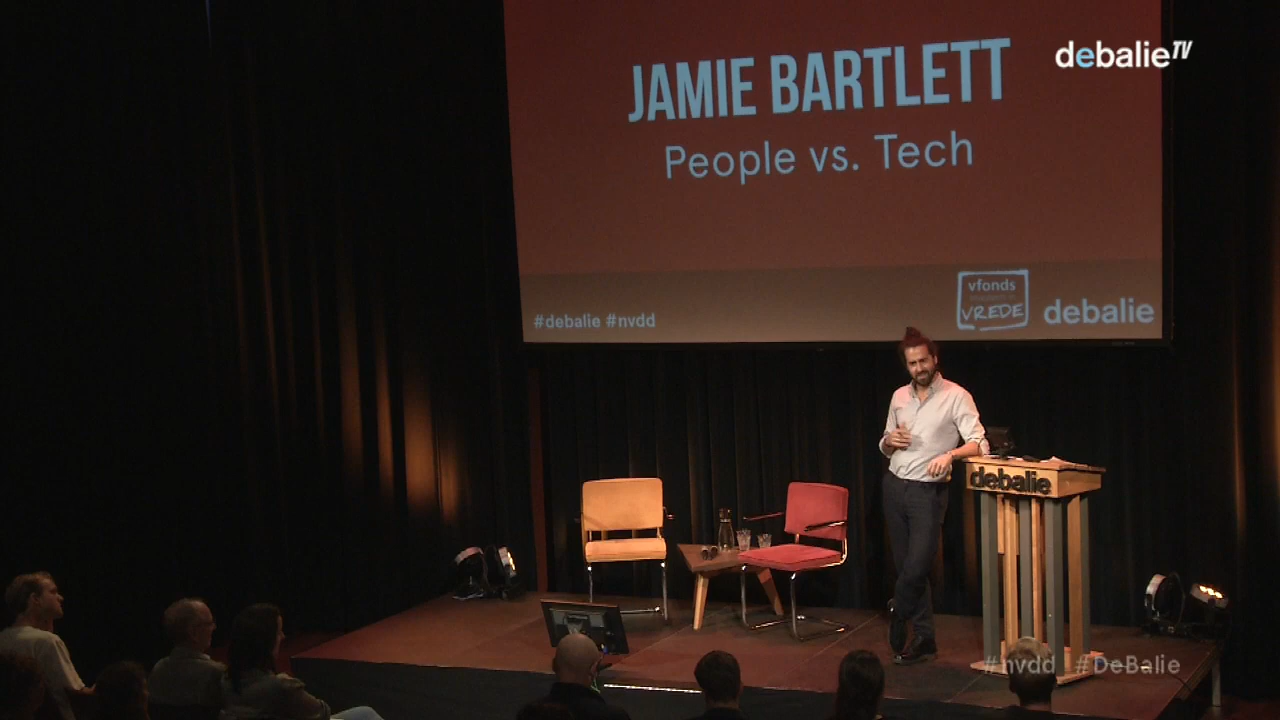 debalieTV
JAMIE BARTLETT
People vs. Tech
vfonds
VREDE
debalie
#debalie #nvdd
debalie
#nvdd #DeBalie